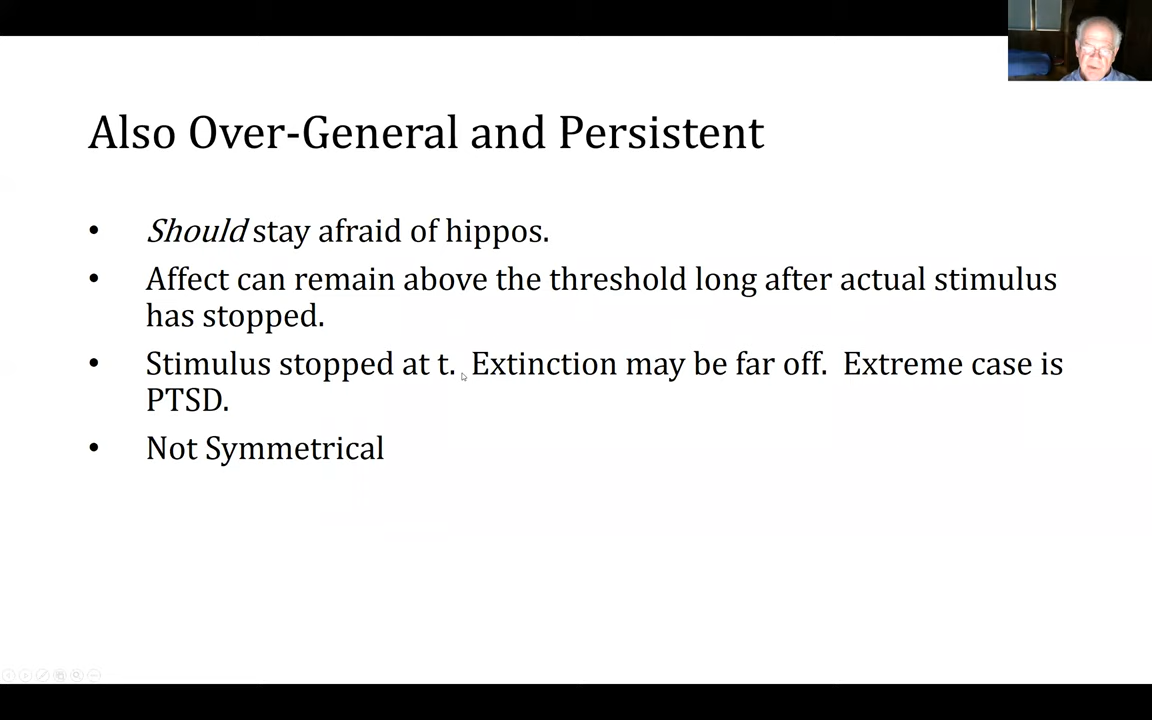 Also Over-General and Persistent
• Should stay afraid of hippos.
• Affect can remain above the threshold long after actual stimulus
has stopped.
• Stimulus stopped at t. Extinction may be far off. Extreme case is
PTSD.
• Not Symmetrical